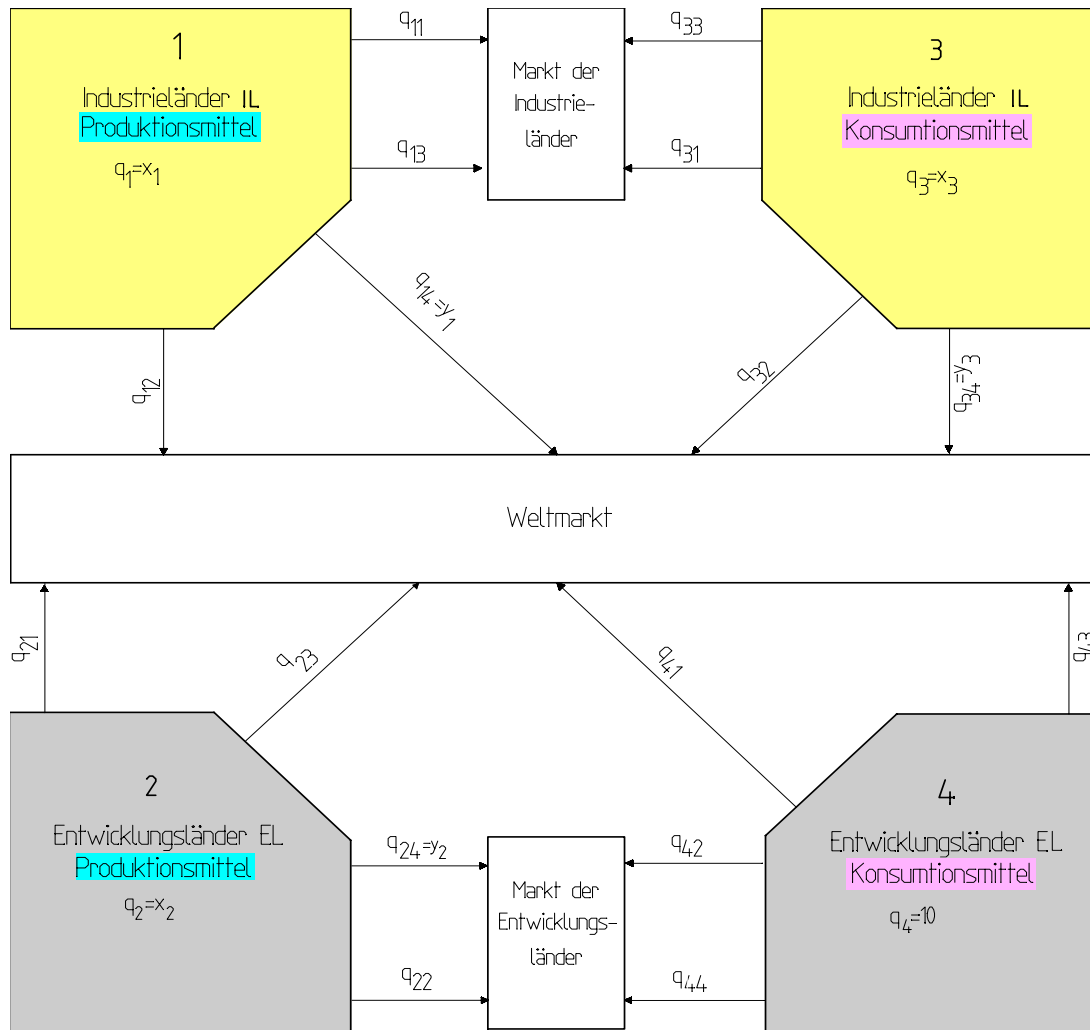 1
Industrieländer IL
Produktionsmittel
q1=x1
q11
q13
Markt der
Industrie-
länder
q33
q31
3
Industrieländer IL
Konsumtionsmittel
q3=x3
q12
q14=y1
q32
q34=y3
Weltmarkt
q21
q23
q41
q43
2
Entwicklungsländer EL
Produktionsmittel
q2=x2
q24=y2
q22
Markt der
Entwicklungs-
länder
q42
q44
4
Entwicklungsländer EL
Konsumtionsmittel
q4=10